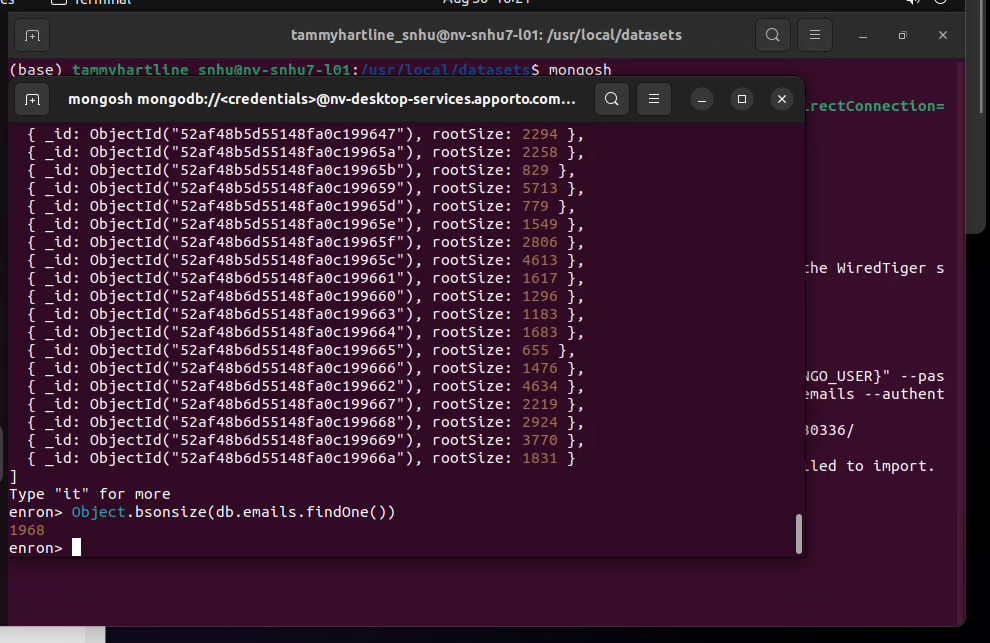 Terminal
Aug 30 16:21
tammyhartline_snhu@nv-snhu7-l01: /usr/local/datasets
(base) tammyhartline_snhu@nv-snhu7-l01:/usr/local/datasets$ mongosh
mongosh mongodb://<credentials>@nv-desktop-services.apporto.com...
irectConnection=
{ _id: ObjectId("52af48b5d55148fa0c199647"), rootSize: 2294 },
{ _id: ObjectId("52af48b5d55148fa0c19965a"), rootSize: 2258 },
{ _id: ObjectId("52af48b5d55148fa0c19965b"), rootSize: 829 },
{ _id: ObjectId("52af48b5d55148fa0c199659"), rootSize: 5713 },
{ _id: ObjectId("52af48b5d55148fa0c19965d"), rootSize: 779 },
{ _id: ObjectId("52af48b5d55148fa0c19965e"), rootSize: 1549 },
{ _id: ObjectId("52af48b6d55148fa0c19965f"), rootSize: 2806 },
{ _id: ObjectId("52af48b5d55148fa0c19965c"), rootSize: 4613 },
{ _id: ObjectId("52af48b6d55148fa0c199661"), rootSize: 1617 },
the WiredTiger s
{ _id: ObjectId("52af48b6d55148fa0c199660"), rootSize: 1296 },
{ _id: ObjectId("52af48b6d55148fa0c199663"), rootSize: 1183 },
{ _id: ObjectId("52af48b6d55148fa0c199664"), rootSize: 1683 },
{ _id: ObjectId("52af48b6d55148fa0c199665"), rootSize: 655 },
{ _id: ObjectId("52af48b6d55148fa0c199666"), rootSize: 1476 },
NGO_USER}" --pas
{ _id: ObjectId("52af48b6d55148fa0c199662"), rootSize: 4634 },
emails --authent
{ _id: ObjectId("52af48b6d55148fa0c199667"), rootSize: 2219 },
{ _id: ObjectId("52af48b6d55148fa0c199668"), rootSize: 2924 },
30336/
{ _id: ObjectId("52af48b6d55148fa0c199669"), rootSize: 3770 },
{ _id: ObjectId("52af48b6d55148fa0c19966a"), rootSize: 1831 }
led to import.
]
Type "it" for more
enron> Object.bsonsize(db.emails.findOne())
1968
enron>